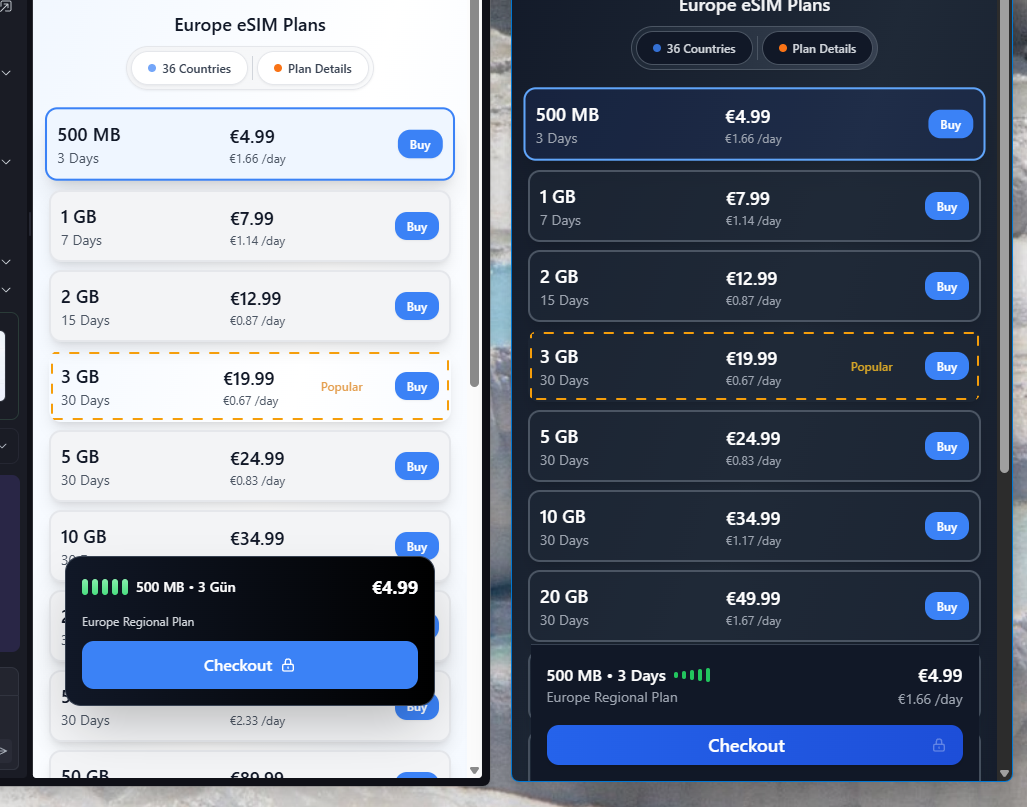 Europe eSIM Plans
36 Countries
Plan Details
500 MB
€4.99
3 Days
€1.66 /day
Buy
1 GB
€7.99
7 Days
€1.14 /day
Buy
2 GB
€12.99
15 Days
€0.87 /day
Buy
3 GB
€19.99
30 Days
€0.67 /day
Popular
Buy
5 GB
€24.99
30 Days
€0.83 /day
Buy
10 GB
€34.99
Buy
500 MB • 3 Gün
€4.99
Europe Regional Plan
Checkout
30 Days
€2.33 /day
Buy
50 GB
€89.99
Europe eSIM Plans
36 Countries
Plan Details
500 MB
€4.99
3 Days
€1.66 /day
Buy
1 GB
€7.99
7 Days
€1.14 /day
Buy
2 GB
€12.99
15 Days
€0.87 /day
Buy
3 GB
€19.99
30 Days
€0.67 /day
Popular
Buy
5 GB
€24.99
30 Days
€0.83 /day
Buy
10 GB
€34.99
30 Days
€1.17 /day
Buy
20 GB
€49.99
30 Days
€1.67 /day
Buy
500 MB • 3 Days
€4.99
Europe Regional Plan
€1.66 /day
Checkout